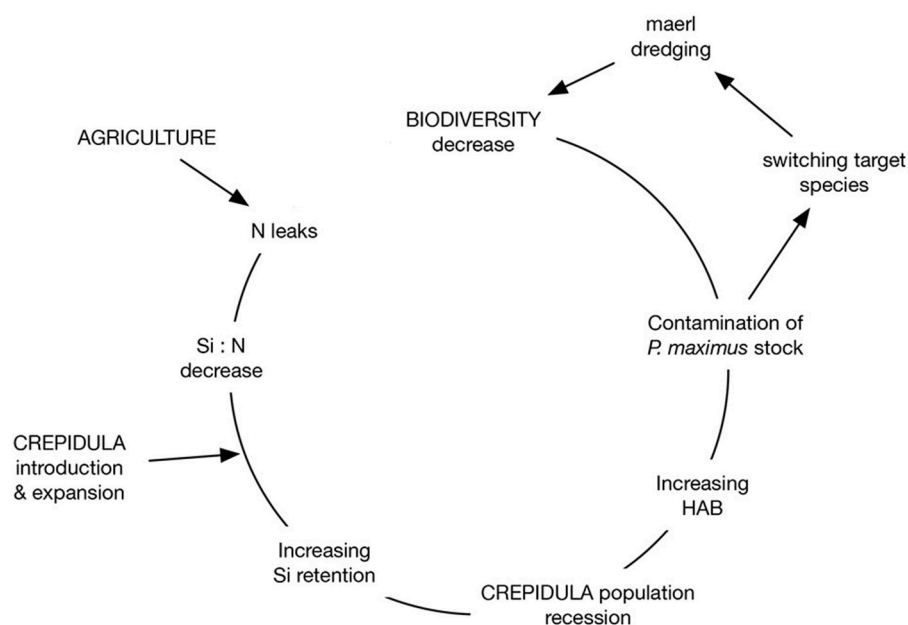 maerl
dredging
BIODIVERSITY
decrease
AGRICULTURE
switching target
species
N leaks
Contamination of
P. maximus stock
Si : N
decrease
CREPIDULA
introduction
& expansion
Increasing
HAB
Increasing
Si retention
CREPIDULA population
recession